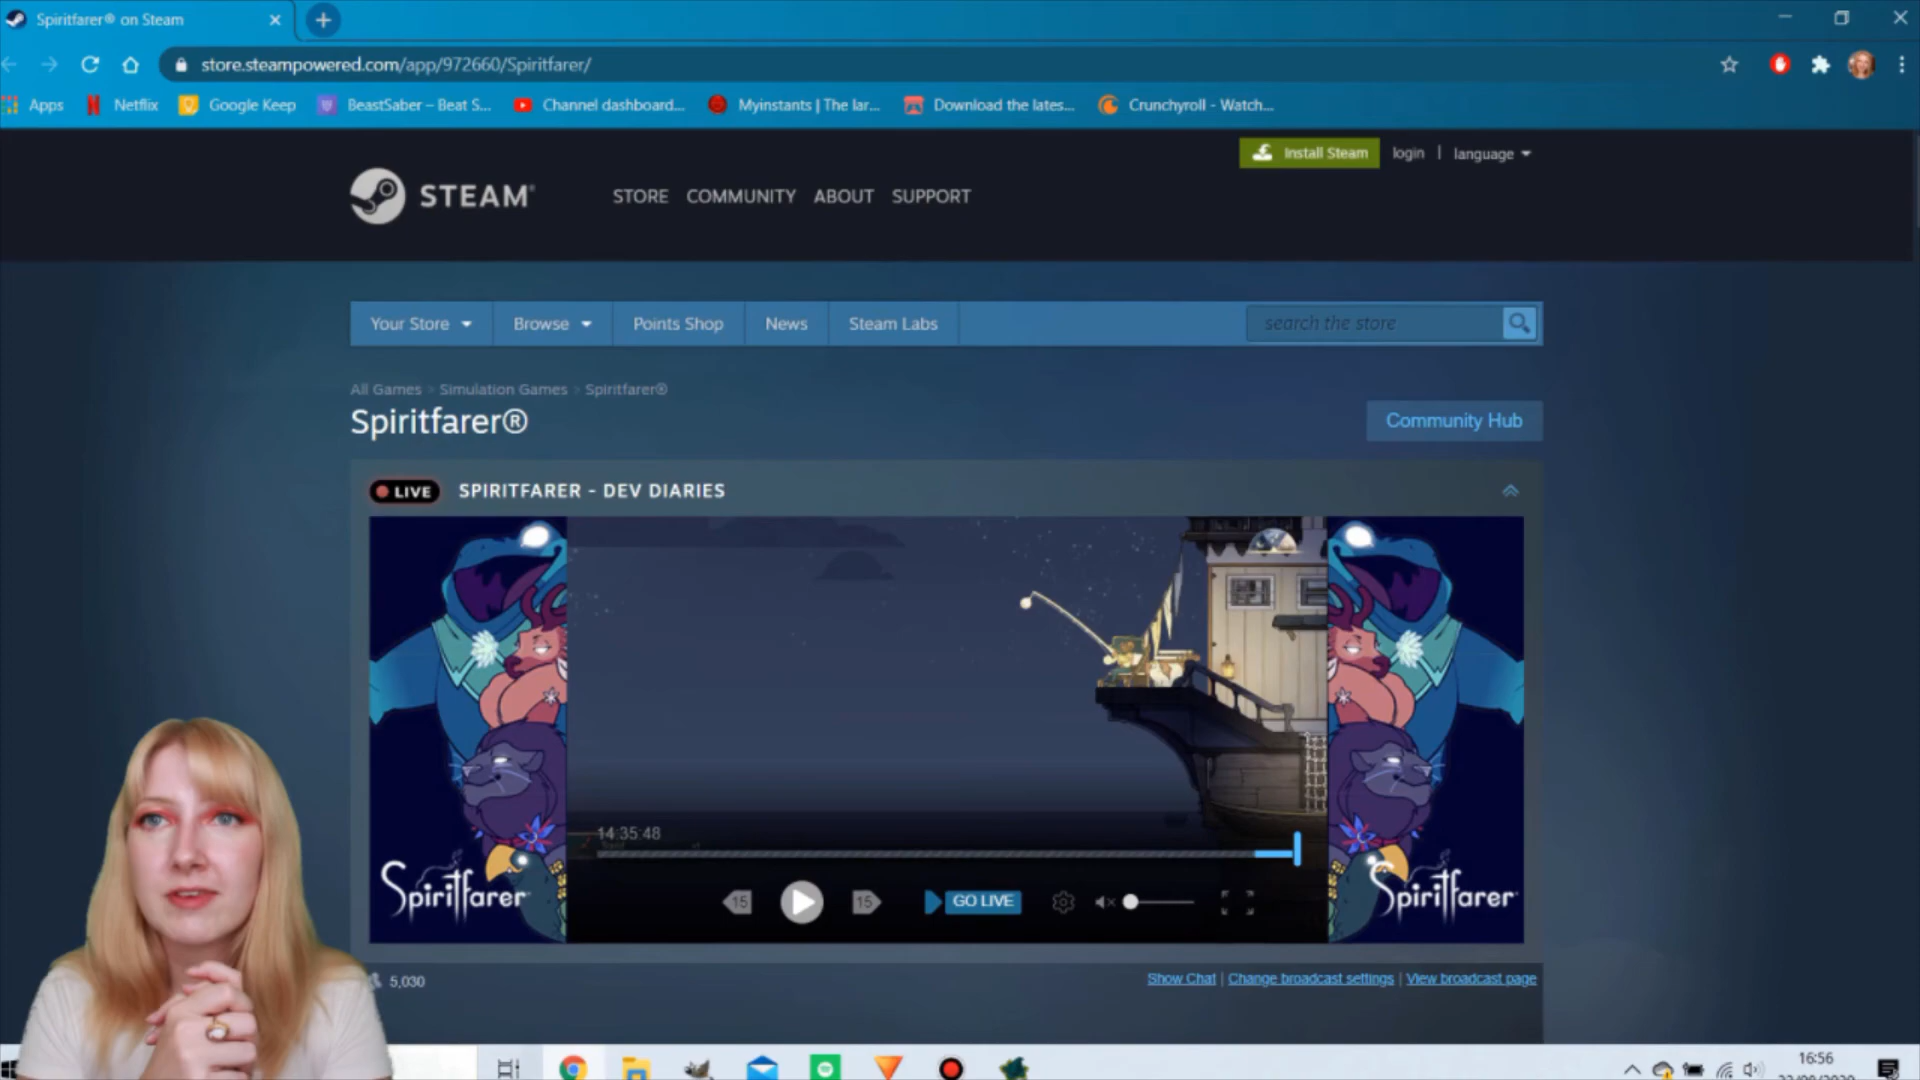 Spiritfarer® on Steam
store.steampowered.com/app/972660/Spiritfarer/
Apps
Netflix
Google Keep
BeastSaber – Beat S...
Channel dashboard...
Myinstants | The lar...
Download the lates...
Crunchyroll - Watch...
Install Steam
login | language
STEAM®
STORE COMMUNITY ABOUT SUPPORT
Your Store
Browse
Points Shop
News
Steam Labs
search the store
All Games > Simulation Games > Spiritfarer®
Spiritfarer®
Community Hub
LIVE
SPIRITFARER - DEV DIARIES
14:35:48
Spiritfarer
Spiritfarer
15
15
GO LIVE
5,030
Show Chat | Change broadcast settings | View broadcast page
16:56